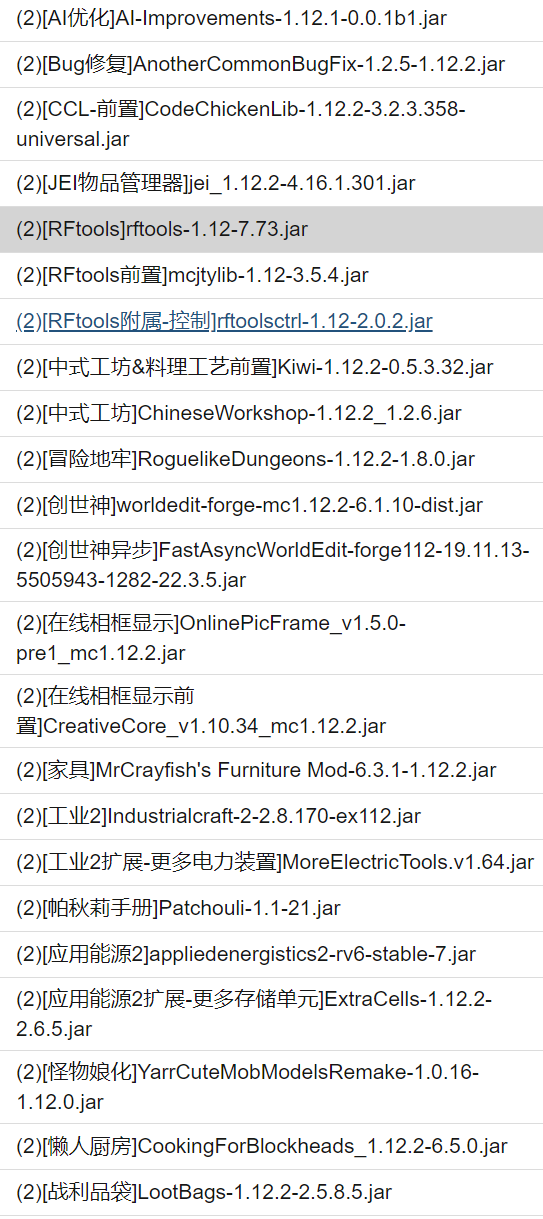 (2)[AI优化]AI-Improvements-1.12.1-0.0.1b1.jar
(2)[Bug修复]AnotherCommonBugFix-1.2.5-1.12.2.jar
(2)[CCL-前置]CodeChickenLib-1.12.2-3.2.3.358-
universal.jar
(2)[JEI物品管理器]jei_1.12.2-4.16.1.301.jar
(2)[RFtools]rftools-1.12-7.73.jar
(2)[RFtools前置]mcjtylib-1.12-3.5.4.jar
(2)[RFtools附属-控制]rftoolsctrl-1.12-2.0.2.jar
(2)[中式工坊&料理工艺前置]Kiwi-1.12.2-0.5.3.32.jar
(2)[中式工坊]ChineseWorkshop-1.12.2_1.2.6.jar
(2)[冒险地牢]RoguelikeDungeons-1.12.2-1.8.0.jar
(2)[创世神]worldedit-forge-mc1.12.2-6.1.10-dist.jar
(2)[创世神异步]FastAsyncWorldEdit-forge112-19.11.13-
5505943-1282-22.3.5.jar
(2)[在线相框显示]OnlinePicFrame_v1.5.0-
pre1_mc1.12.2.jar
(2)[在线相框显示前
置]CreativeCore_v1.10.34_mc1.12.2.jar
(2)[家具]MrCrayfish's Furniture Mod-6.3.1-1.12.2.jar
(2)[工业2]Industrialcraft-2-2.8.170-ex112.jar
(2)[工业2扩展-更多电力装置]MoreElectricTools.v1.64.jar
(2)[帕秋莉手册]Patchouli-1.1-21.jar
(2)[应用能源2]appliedenergistics2-rv6-stable-7.jar
(2)[应用能源2扩展-更多存储单元]ExtraCells-1.12.2-
2.6.5.jar
(2)[怪物娘化]YarrCuteMobModelsRemake-1.0.16-
1.12.0.jar
(2)[懒人厨房]CookingForBlockheads_1.12.2-6.5.0.jar
(2)[战利品袋]LootBags-1.12.2-2.5.8.5.jar